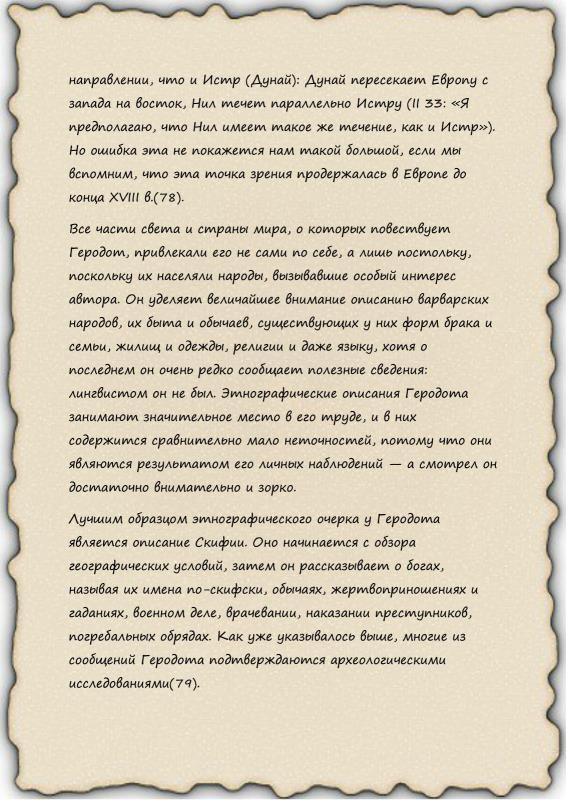 направлении, что и Истр (Дунай): Дунай пересекает Европу с
запада на восток, Нил течет параллельно Истру (II 33: «Я
предполагаю, что Нил имеет такое же течение, как и Истр»).
Но ошибка эта не покажется нам такой большой, если мы
вспомним, что эта точка зрения продержалась в Европе до
конца XVIII в.(78).
Все части света и страны мира, о которых повествует
Геродот, привлекали его не сами по себе, а лишь постольку,
поскольку их населяли народы, вызывавшие особый интерес
автора. Он уделяет величайшее внимание описанию варварских
народов, их быта и обычаев, существующих у них форм брака и
семьи, жилищ и одежды, религии и даже языку, хотя о
последнем он очень редко сообщает полезные сведения:
лингвистом он не был. Этнографические описания Геродота
занимают значительное место в его труде, и в них
содержится сравнительно мало неточностей, потому что они
являются результатом его личных наблюдений — а смотрел он
достаточно внимательно и зорко.
Лучшим образцом этнографического очерка у Геродота
является описание Скифии. Оно начинается с обзора
географических условий, затем он рассказывает о богах,
называя их имена по-скифски, обычаях, жертвоприношениях и
гаданиях, военном деле, врачевании, наказании преступников,
погребальных обрядах. Как уже указывалось выше, многие из
сообщений Геродота подтверждаются археологическими
исследованиями(79).